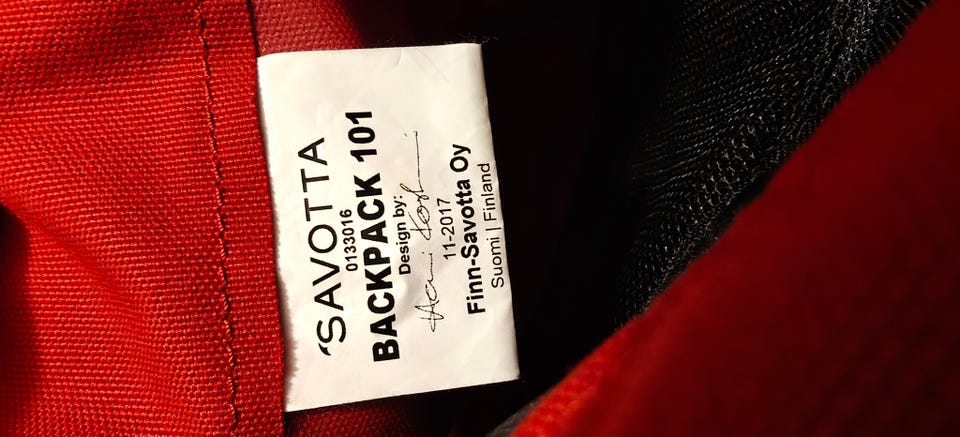 SAVOTTA
0133016
BACKPACK 101
Design by:
11-2017
Finn-Savotta Oy
Suomi | Finland